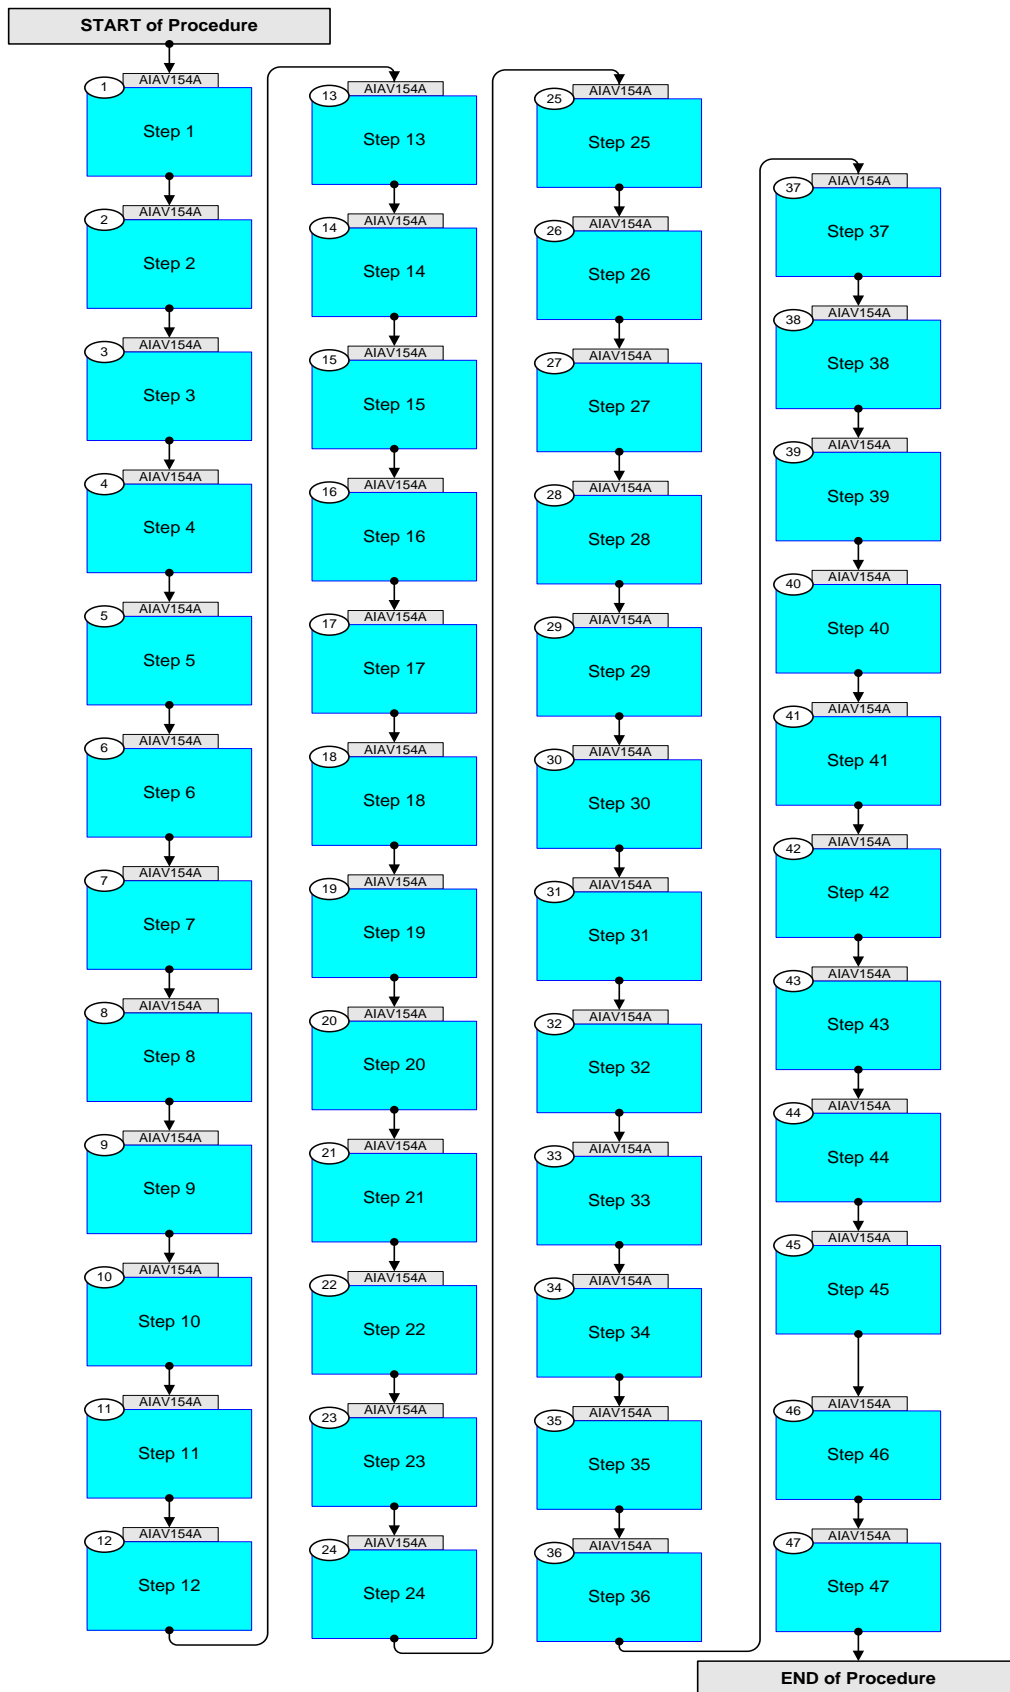 START of Procedure
AIAV154A
1
Step 1
AIAV154A
2
Step 2
AIAV154A
3
Step 3
AIAV154A
4
Step 4
AIAV154A
5
Step 5
AIAV154A
6
Step 6
AIAV154A
7
Step 7
AIAV154A
8
Step 8
AIAV154A
9
Step 9
AIAV154A
10
Step 10
AIAV154A
11
Step 11
AIAV154A
12
Step 12
AIAV154A
13
Step 13
AIAV154A
14
Step 14
AIAV154A
15
Step 15
AIAV154A
16
Step 16
AIAV154A
17
Step 17
AIAV154A
18
Step 18
AIAV154A
19
Step 19
AIAV154A
20
Step 20
AIAV154A
21
Step 21
AIAV154A
22
Step 22
AIAV154A
23
Step 23
AIAV154A
24
Step 24
AIAV154A
25
Step 25
AIAV154A
26
Step 26
AIAV154A
27
Step 27
AIAV154A
28
Step 28
AIAV154A
29
Step 29
AIAV154A
30
Step 30
AIAV154A
31
Step 31
AIAV154A
32
Step 32
AIAV154A
33
Step 33
AIAV154A
34
Step 34
AIAV154A
35
Step 35
AIAV154A
36
Step 36
AIAV154A
37
Step 37
AIAV154A
38
Step 38
AIAV154A
39
Step 39
AIAV154A
40
Step 40
AIAV154A
41
Step 41
AIAV154A
42
Step 42
AIAV154A
43
Step 43
AIAV154A
44
Step 44
AIAV154A
45
Step 45
AIAV154A
46
Step 46
AIAV154A
47
Step 47
END of Procedure